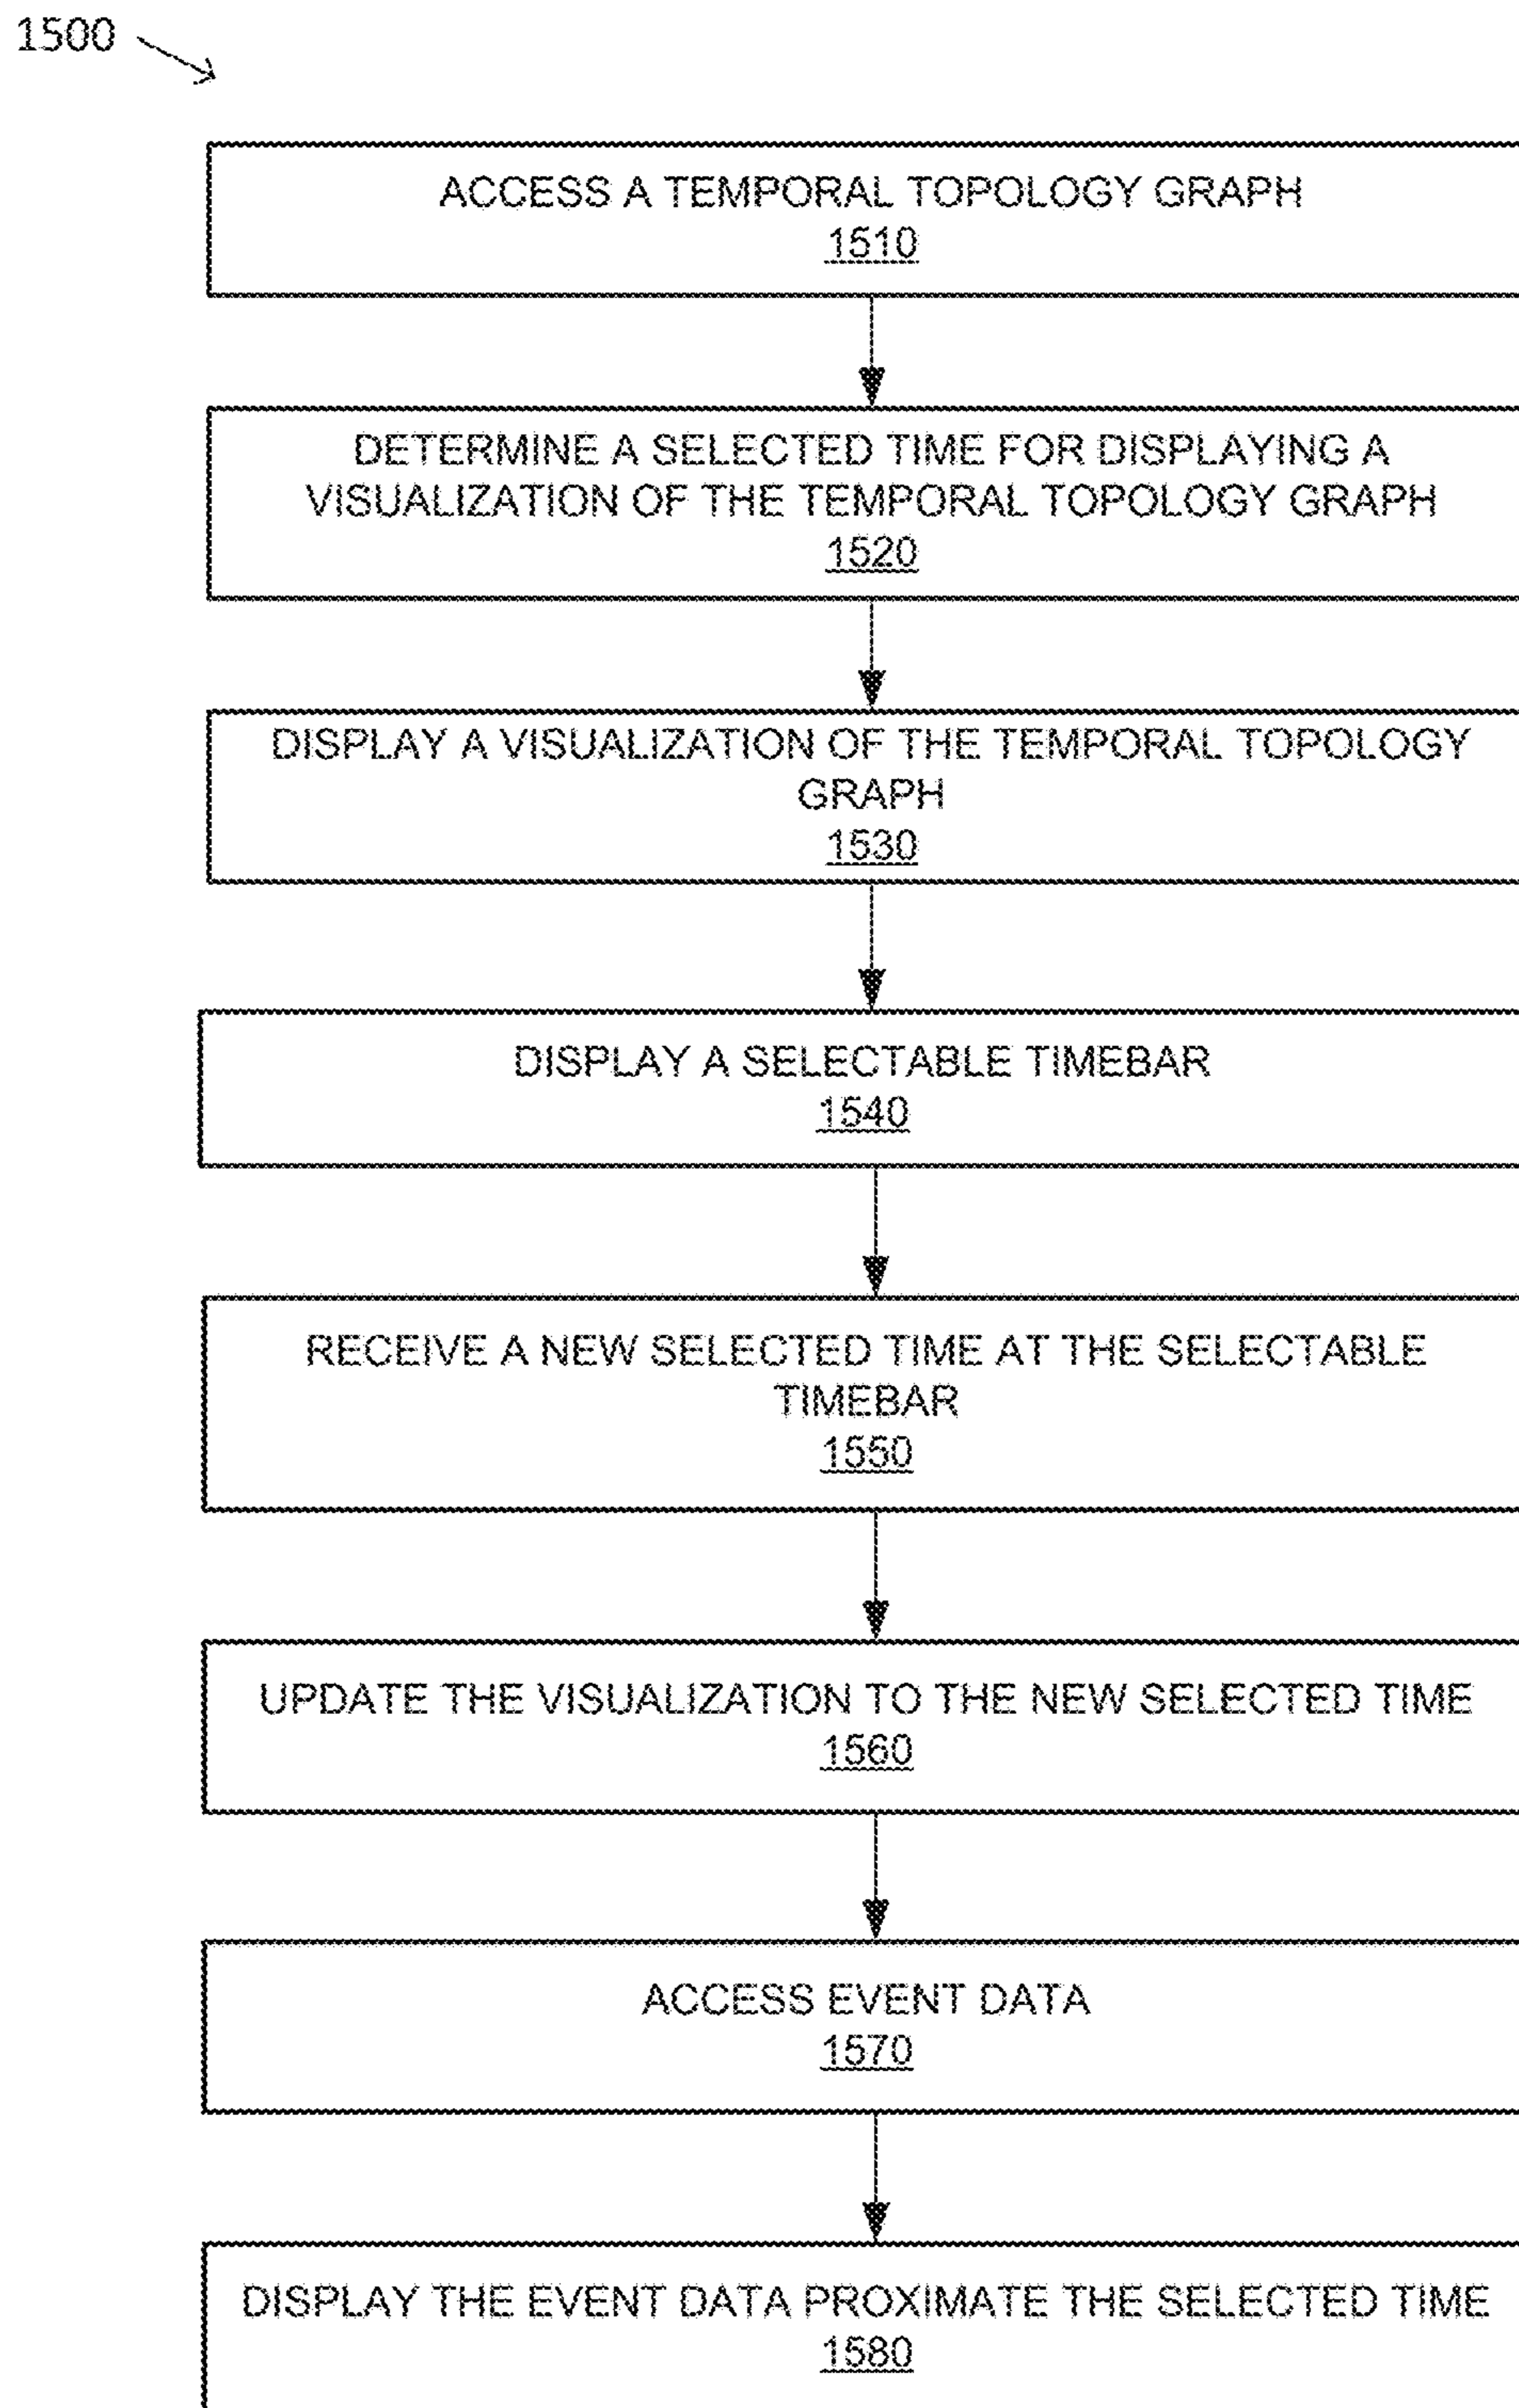 1500
ACCESS A TEMPORAL TOPOLOGY GRAPH
1510
DETERMINE A SELECTED TIME FOR DISPLAYING A
VISUALIZATION OF THE TEMPORAL TOPOLOGY GRAPH
1520
DISPLAY A VISUALIZATION OF THE TEMPORAL TOPOLOGY
GRAPH
1530
DISPLAY A SELECTABLE TIMEBAR
1540
RECEIVE A NEW SELECTED TIME AT THE SELECTABLE
TIMEBAR
1550
UPDATE THE VISUALIZATION TO THE NEW SELECTED TIME
1560
ACCESS EVENT DATA
1570
DISPLAY THE EVENT DATA PROXIMATE THE SELECTED TIME
1580